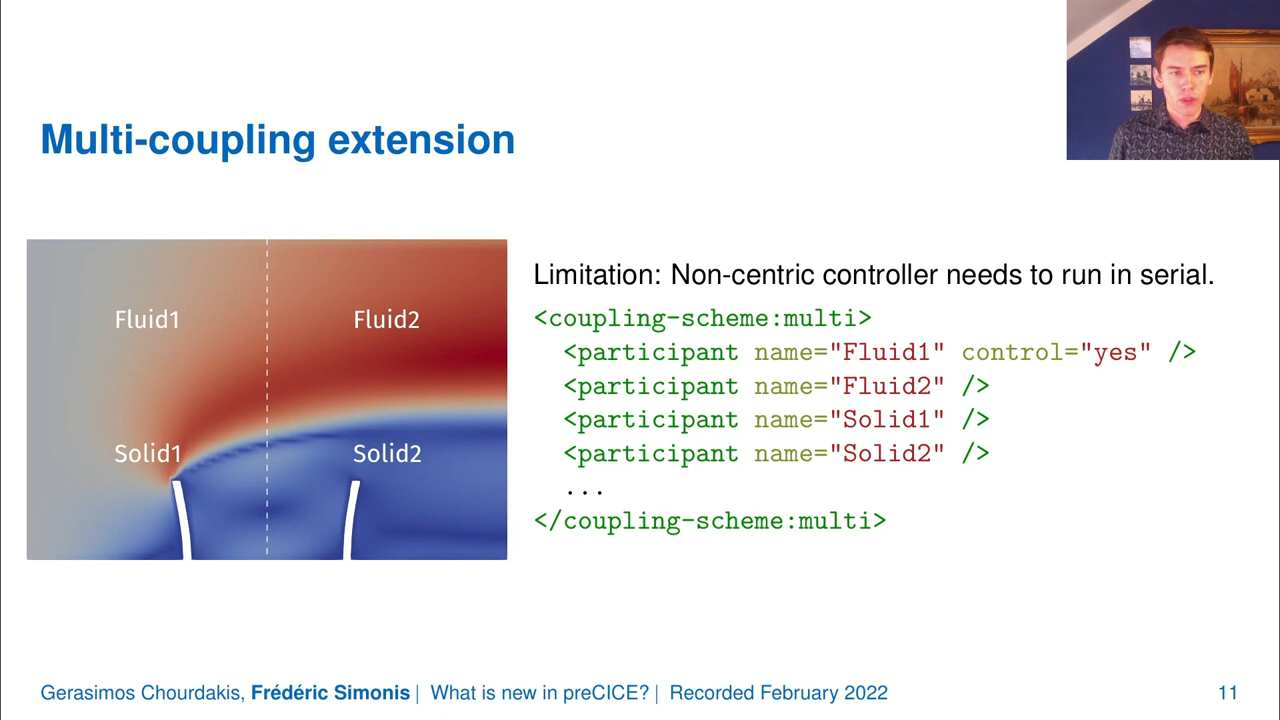 Multi-coupling extension
Fluid1
Fluid2
Solid1
Solid2
Limitation: Non-centric controller needs to run in serial.
<coupling-scheme:multi>
<participant name="Fluid1" control="yes" />
<participant name="Fluid2" />
<participant name="Solid1" />
<participant name="Solid2" />
...
</coupling-scheme:multi>
Gerasimos Chourdakis, Frédéric Simonis | What is new in preCICE? | Recorded February 2022
11